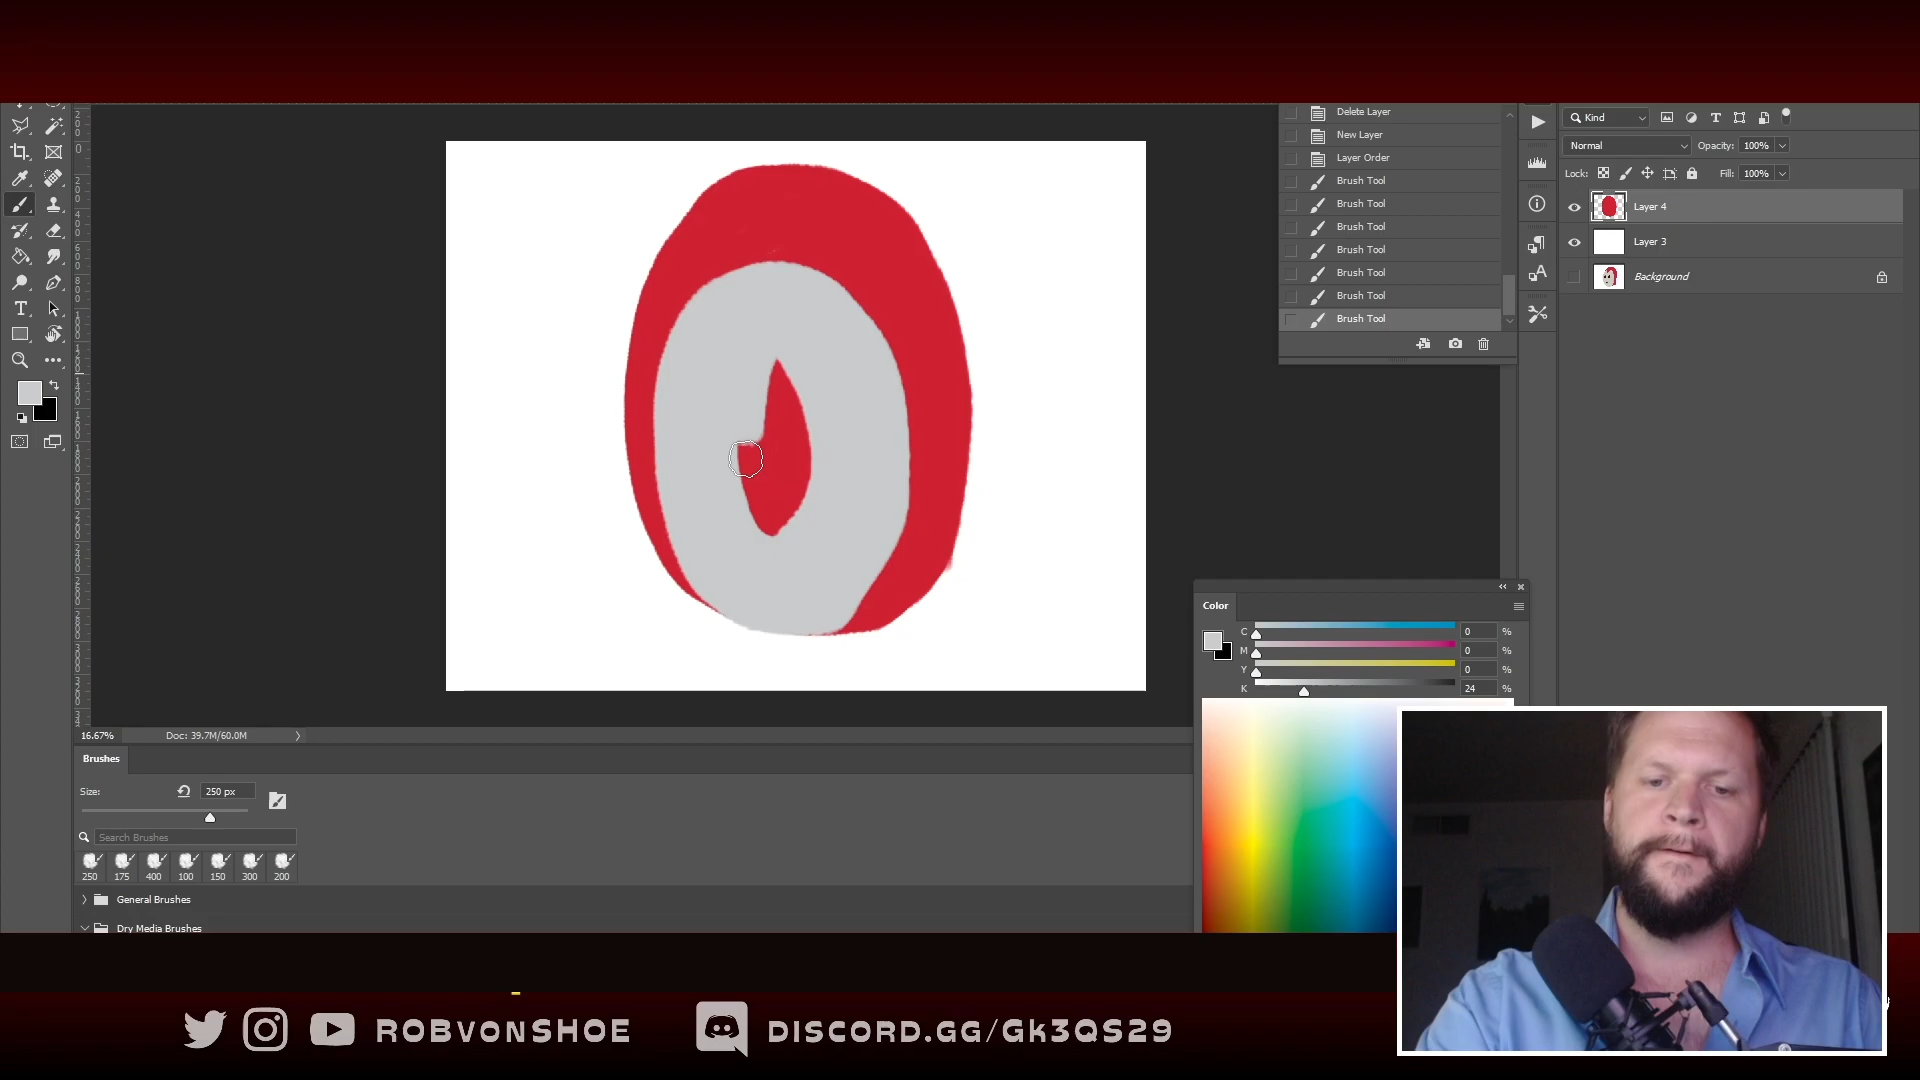 Delete Layer
New Layer
Layer Order
Brush Tool
Brush Tool
Brush Tool
Brush Tool
Brush Tool
Brush Tool
Brush Tool
Kind
Normal
Opacity: 100%
Lock:
Fill: 100%
Layer 4
Layer 3
Background
Color
C 0 %
M 0 %
Y 0 %
K 24 %
16.67% Doc: 39.7M/60.0M
Brushes
Size: 250 px
Search Brushes
250 175 400 100 150 300 200
General Brushes
Dry Media Brushes
ROBVONSHOE
DISCORD.GG/GK3QS29